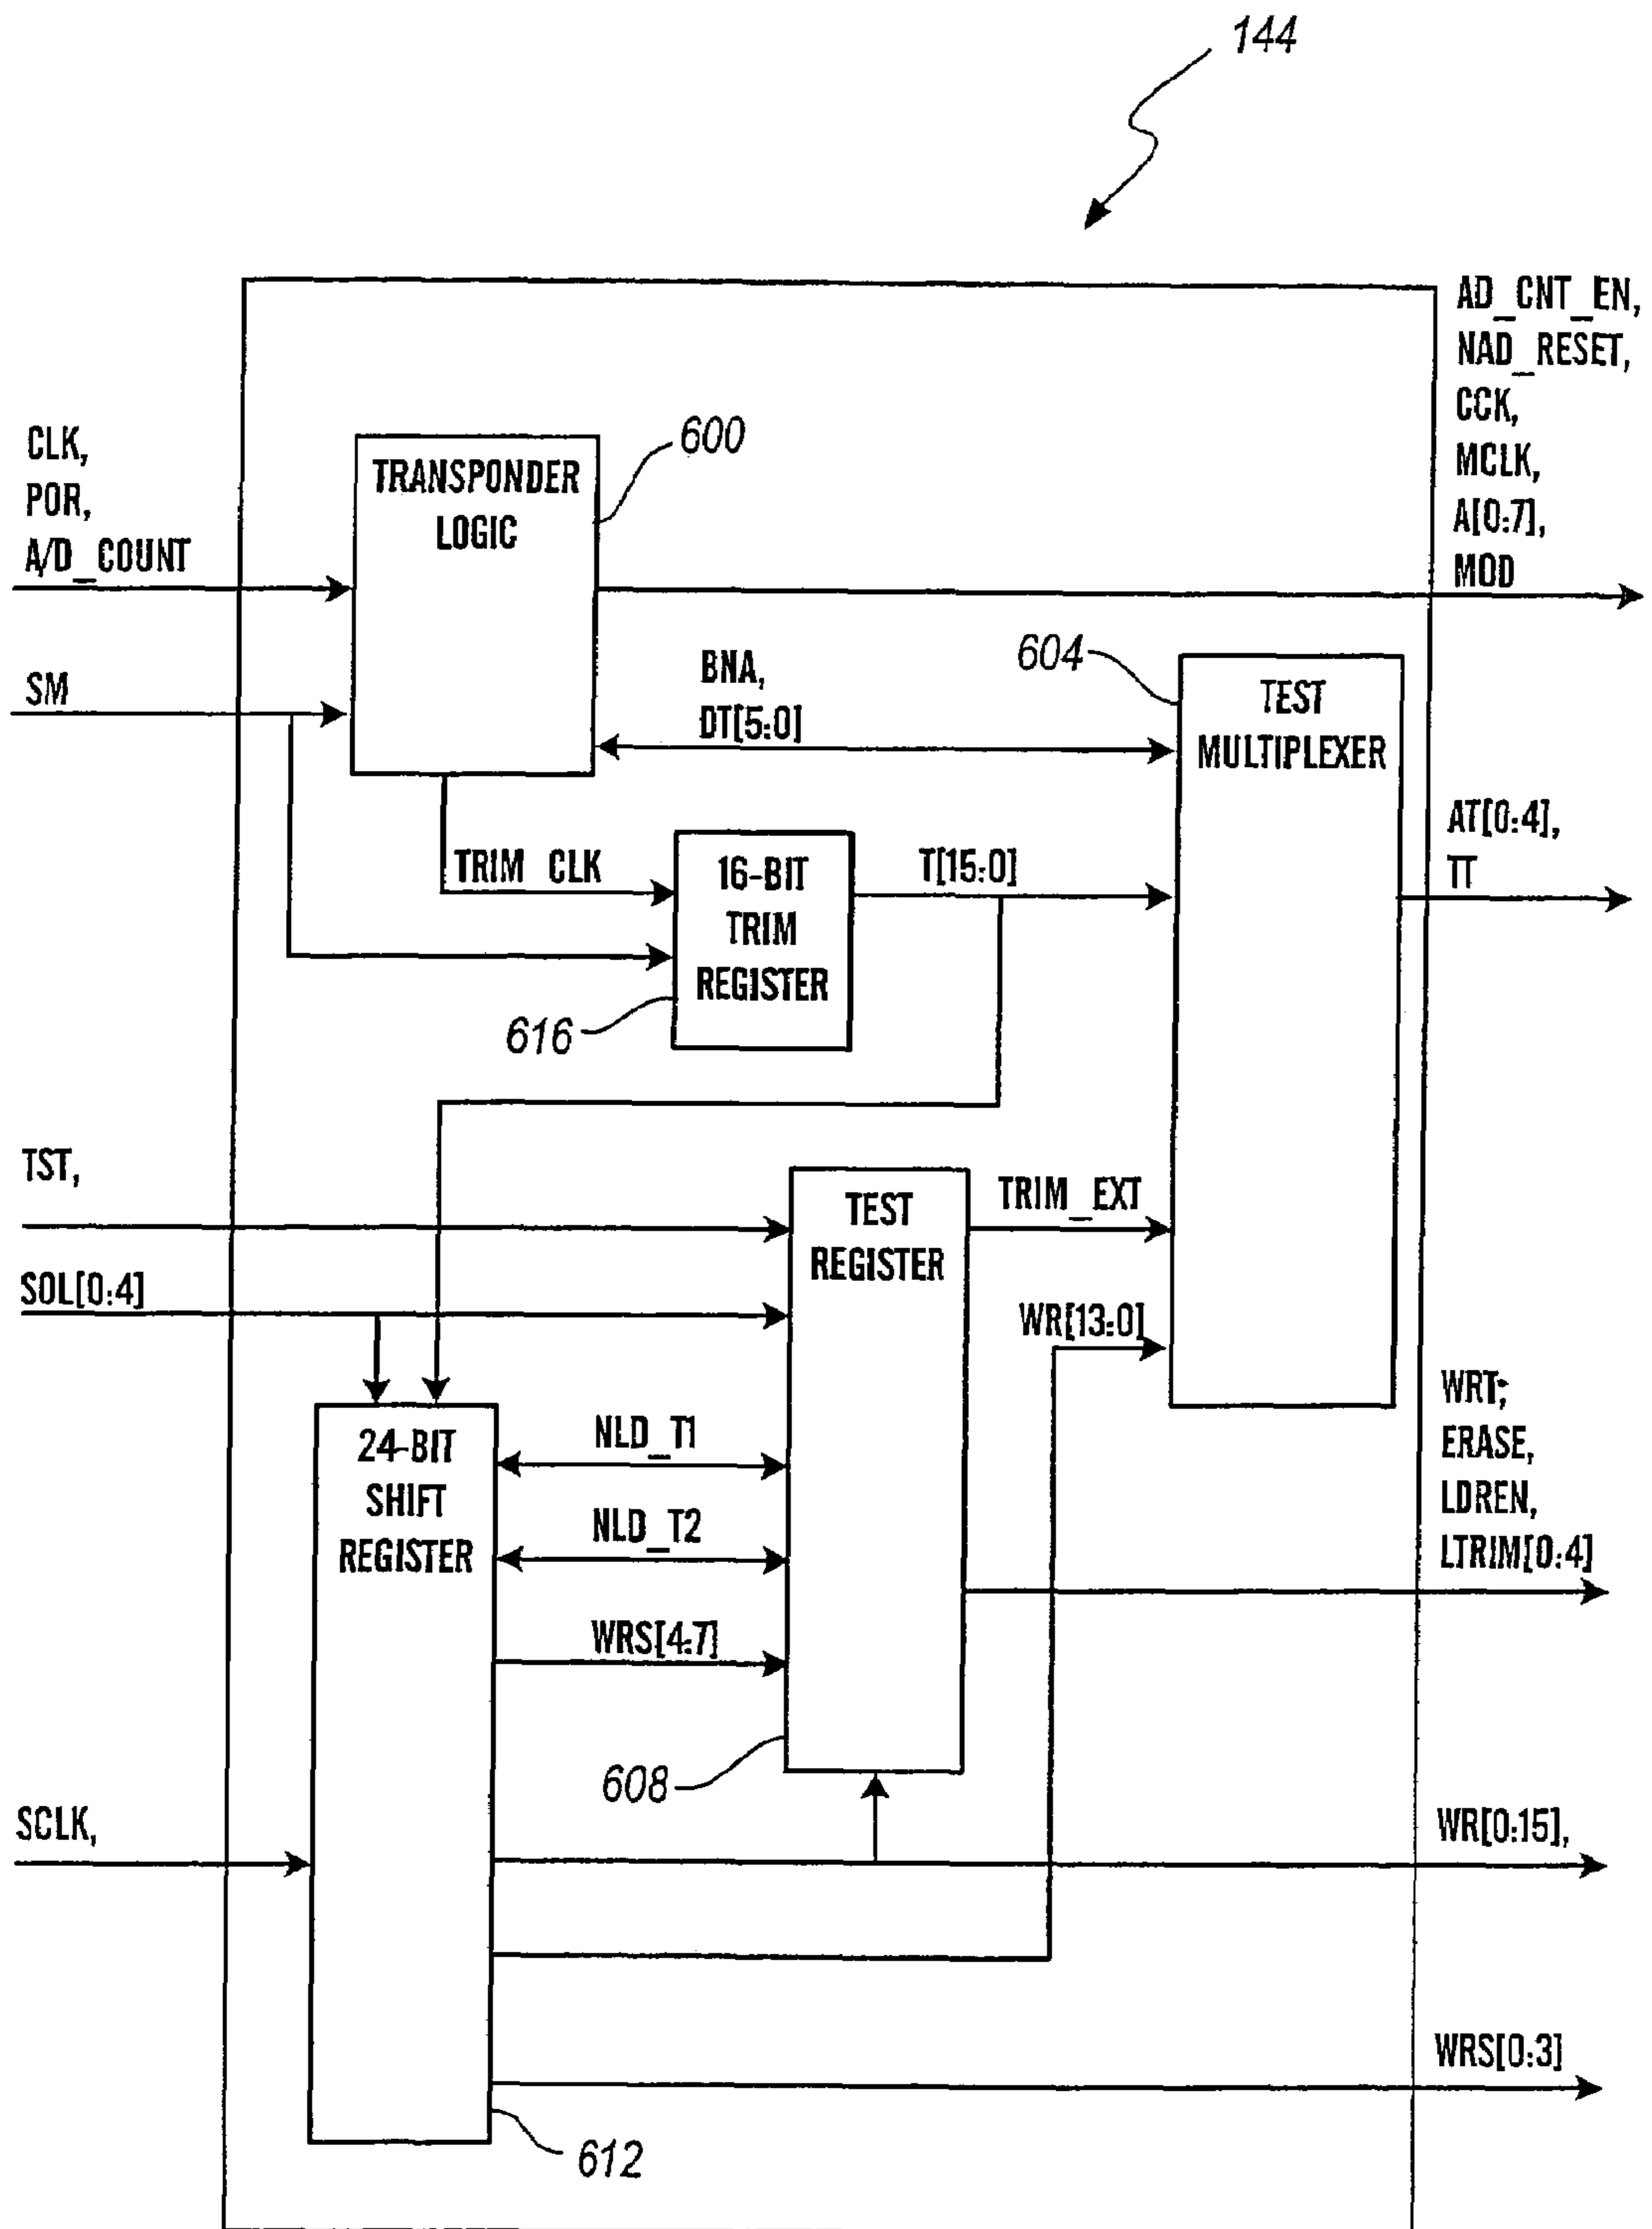 144
AD_CNT_EN,
NAD_RESET,
CCK,
MCLK,
A[0:7],
MOD
CLK,
POR,
A/D_COUNT
TRANSPONDER
LOGIC
600
SM
BNA,
DT[5:0]
604
TEST
MULTIPLEXER
AT[0:4],
TT
TRIM_CLK
16-BIT
TRIM
REGISTER
T[15:0]
616
TST,
SOL[0:4]
TEST
REGISTER
TRIM_EXT
WR[13:0]
24-BIT
SHIFT
REGISTER
NLD_T1
NLD_T2
WRS[4:7]
WRT;
ERASE,
LDREN,
LTRIM[0:4]
608
SCLK,
WR[0:15],
WRS[0:3]
612